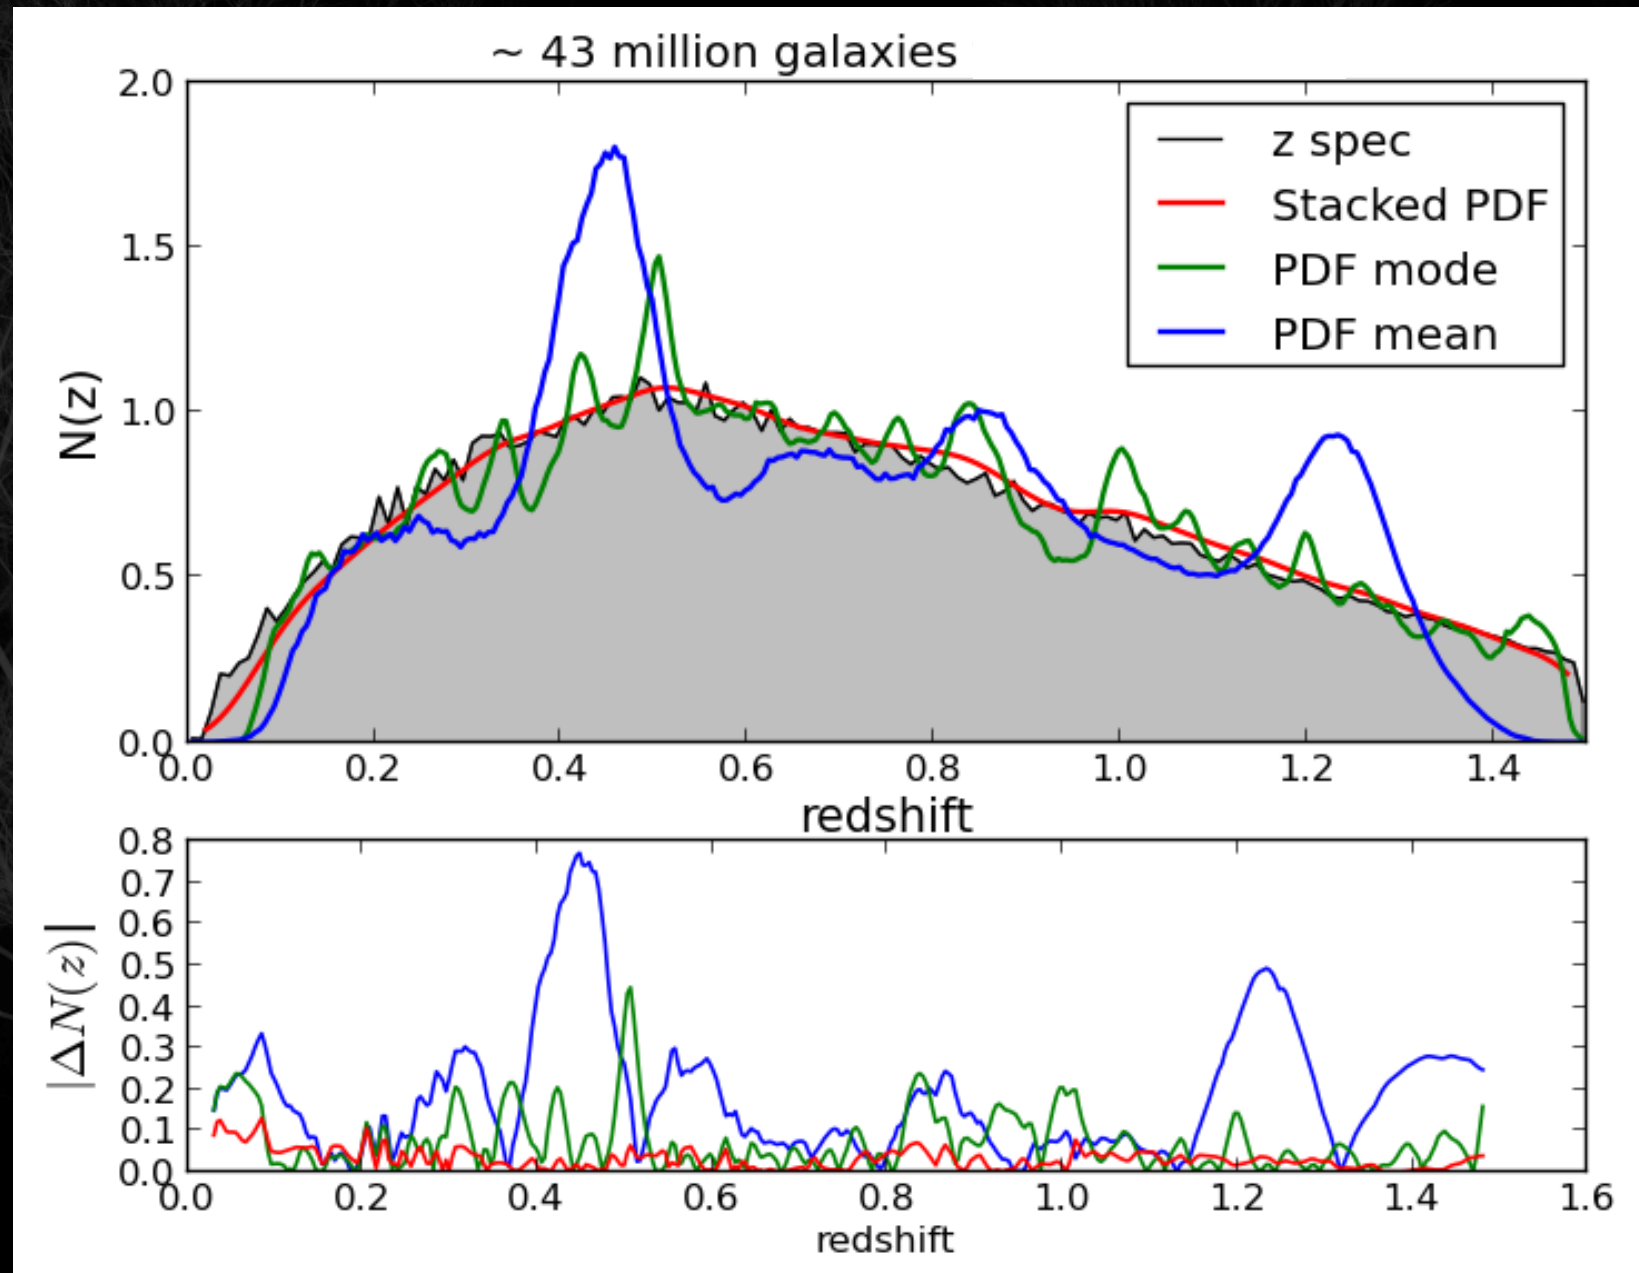 ~ 43 million galaxies
2.0
1.5
1.0
0.5
0.0
N(z)
z spec
Stacked PDF
PDF mode
PDF mean
0.0 0.2 0.4 0.6 0.8 1.0 1.2 1.4
redshift
0.8
0.7
0.6
0.5
0.4
0.3
0.2
0.1
0.0
|ΔN(z)|
0.0 0.2 0.4 0.6 0.8 1.0 1.2 1.4 1.6
redshift